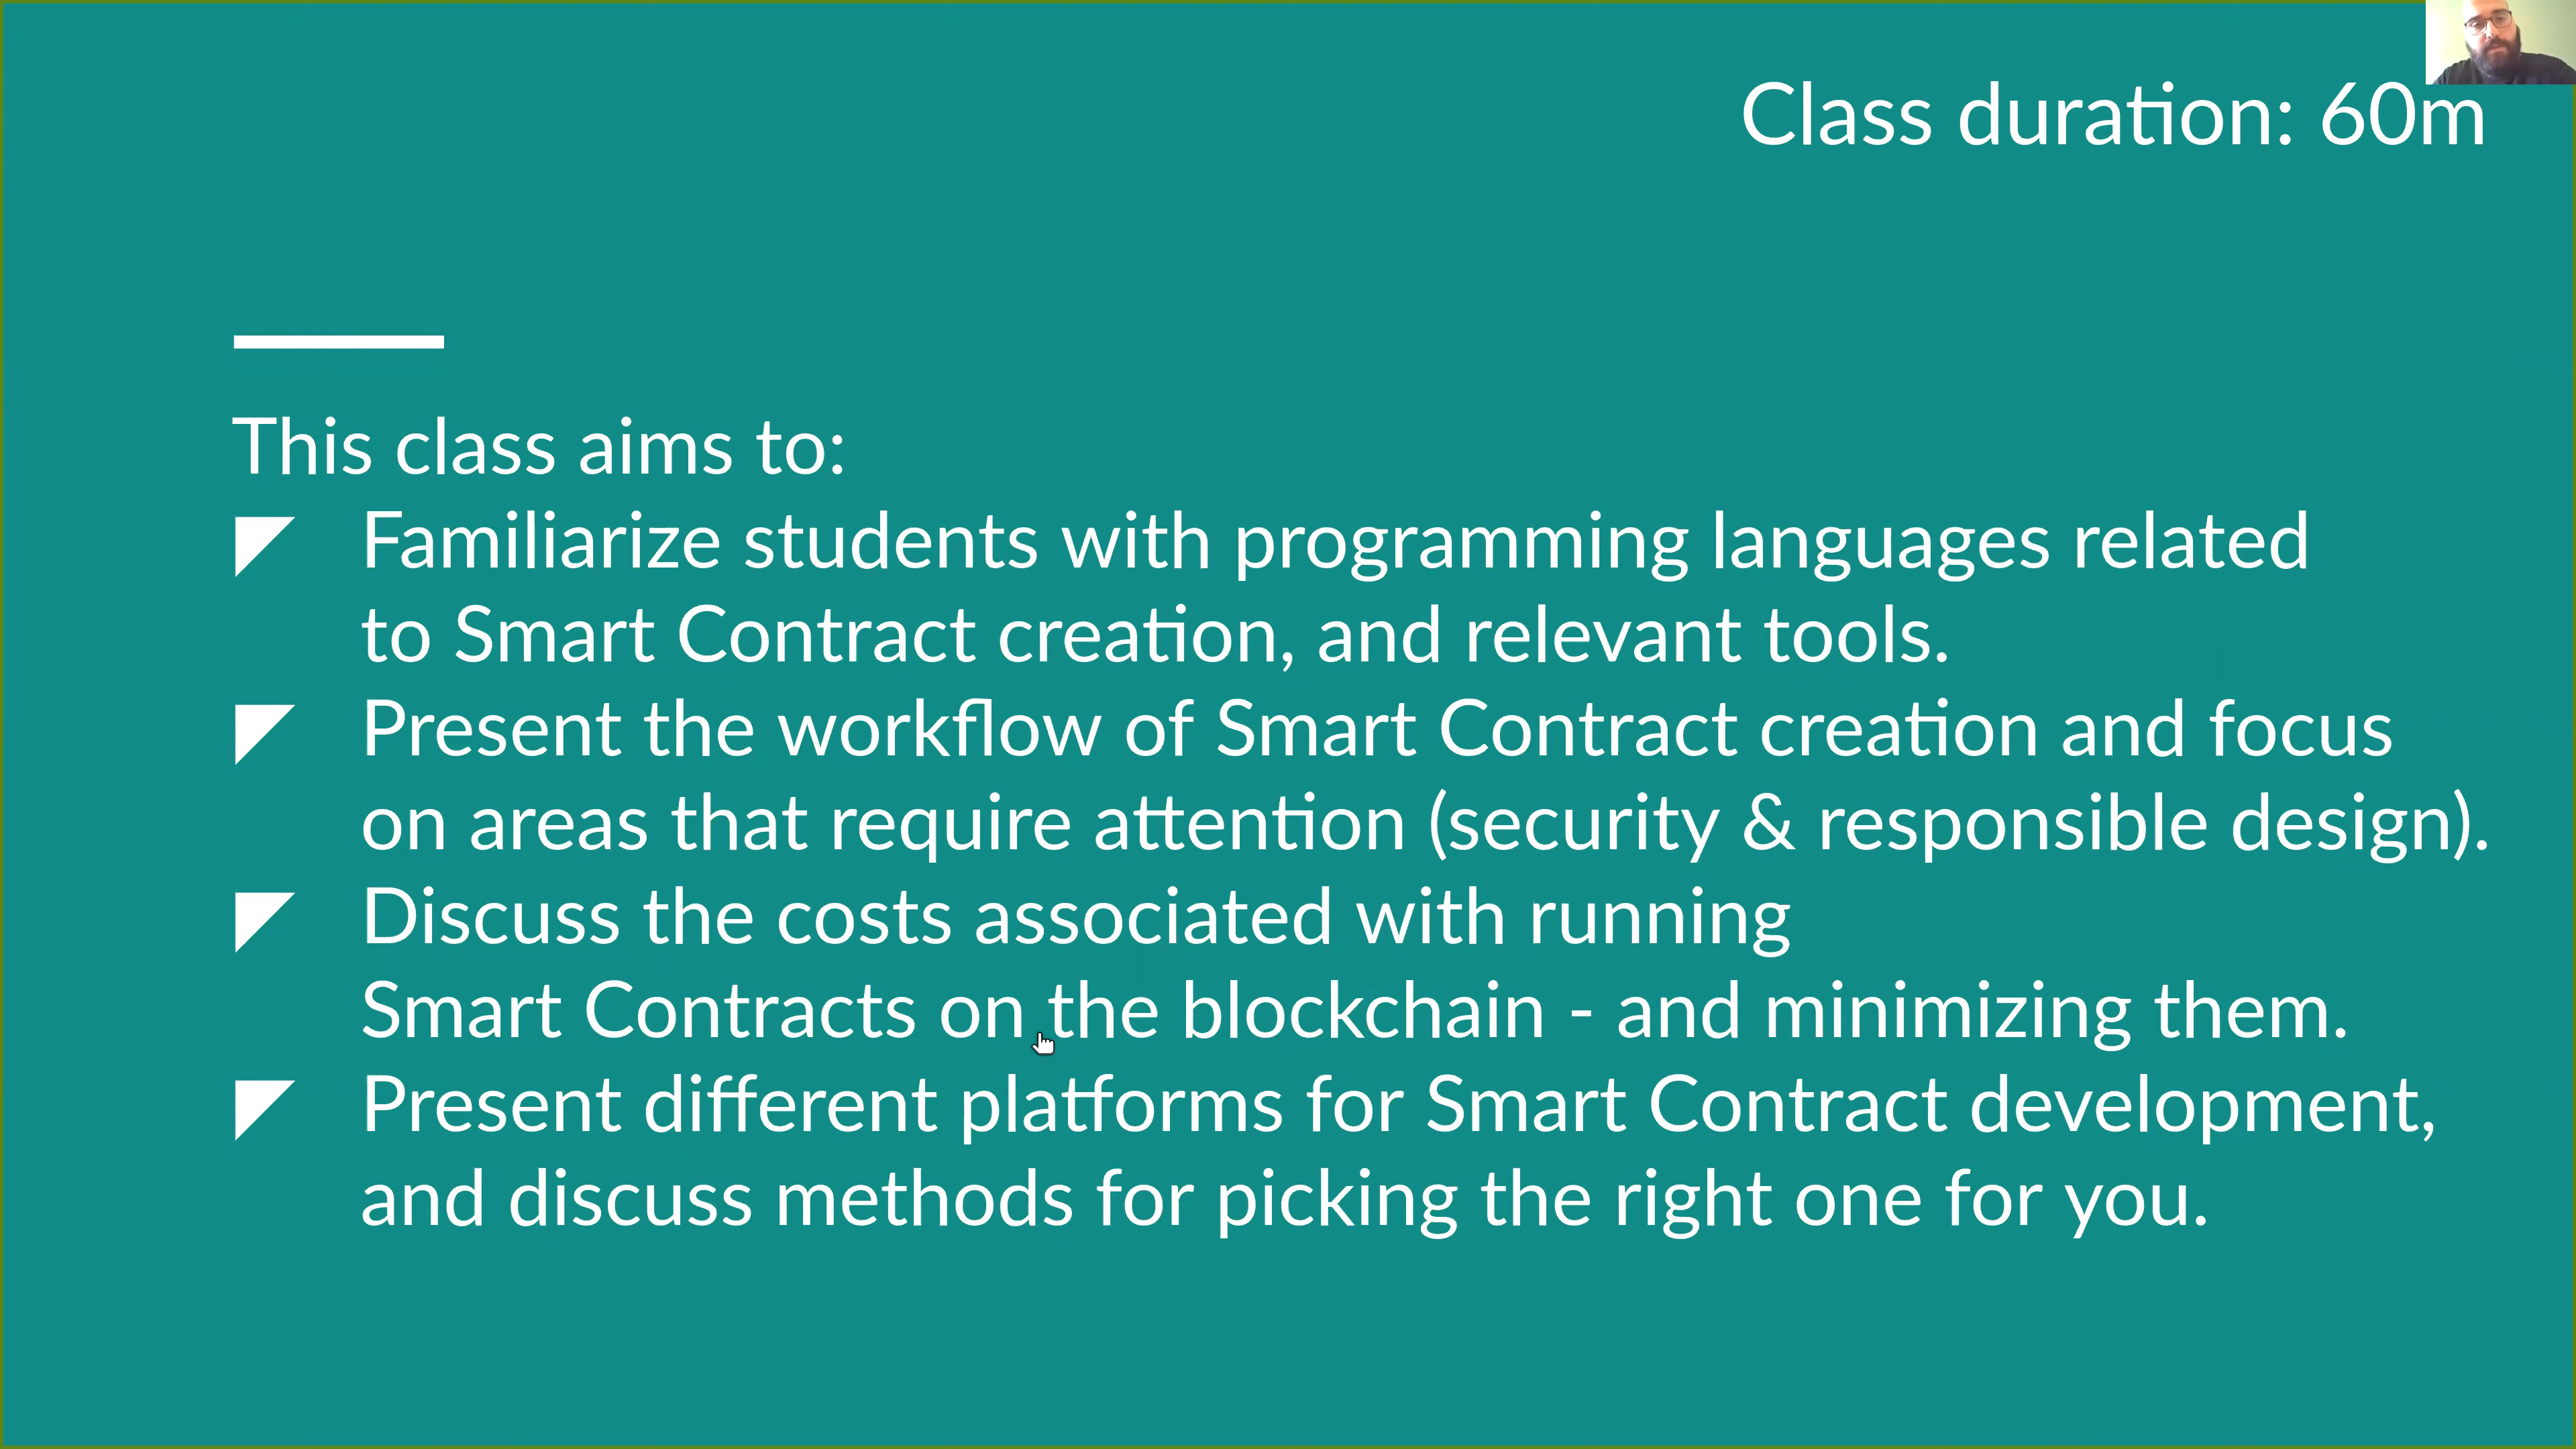 Class duration: 60m
This class aims to:
Familiarize students with programming languages related
to Smart Contract creation, and relevant tools.
Present the workflow of Smart Contract creation and focus
on areas that require attention (security & responsible design).
Discuss the costs associated with running
Smart Contracts on the blockchain - and minimizing them.
Present different platforms for Smart Contract development,
and discuss methods for picking the right one for you.